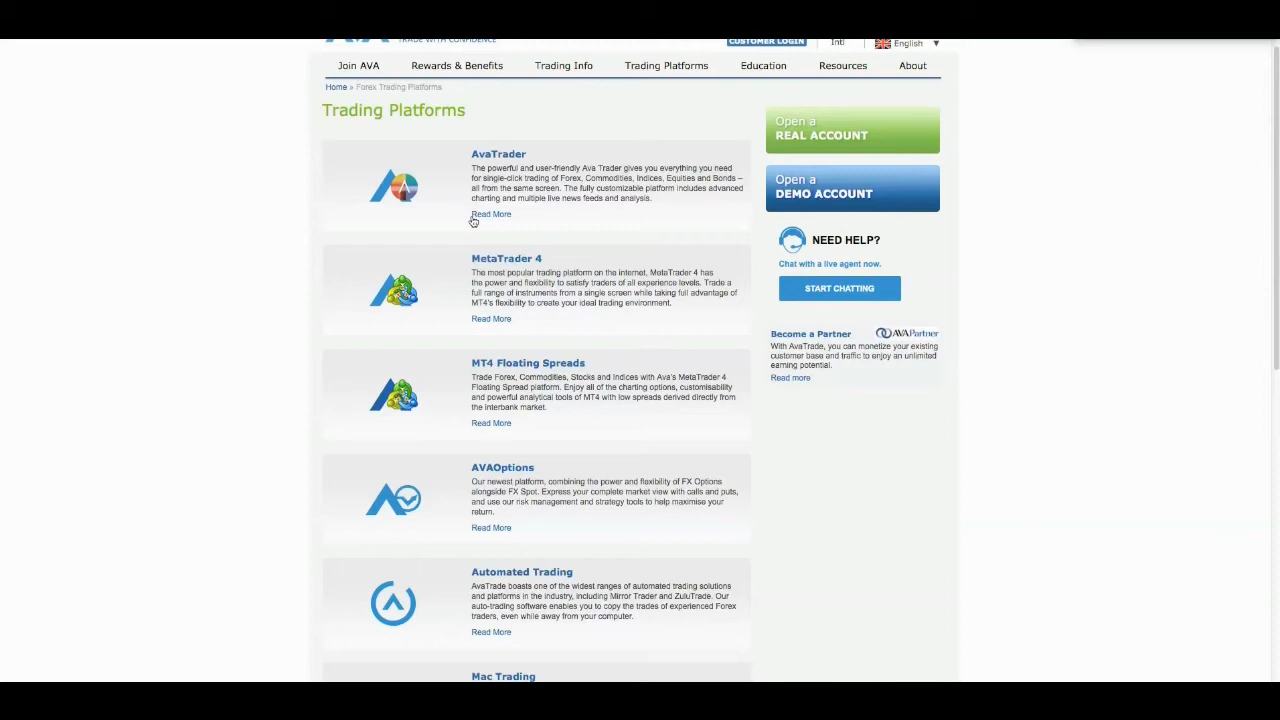 TRADE WITH CONFIDENCE
CUSTOMER LOGIN
Intl
English
Join AVA
Rewards & Benefits
Trading Info
Trading Platforms
Education
Resources
About
Home » Forex Trading Platforms
Trading Platforms
AvaTrader
The powerful and user-friendly Ava Trader gives you everything you need
for single-click trading of Forex, Commodities, Indices, Equities and Bonds –
all from the same screen. The fully customizable platform includes advanced
charting and multiple live news feeds and analysis.
Read More
MetaTrader 4
The most popular trading platform on the internet, MetaTrader 4 has
the power and flexibility to satisfy traders of all experience levels. Trade a
full range of instruments from a single screen while taking full advantage of
MT4's flexibility to create your ideal trading environment.
Read More
MT4 Floating Spreads
Trade Forex, Commodities, Stocks and Indices with Ava's MetaTrader 4
Floating Spread platform. Enjoy all of the charting options, customisability
and powerful analytical tools of MT4 with low spreads derived directly from
the interbank market.
Read More
AVAOptions
Our newest platform, combining the power and flexibility of FX Options
alongside FX Spot. Express your complete market view with calls and puts,
and use our risk management and strategy tools to help maximise your
return.
Read More
Automated Trading
AvaTrade boasts one of the widest ranges of automated trading solutions
and platforms in the industry, including Mirror Trader and ZuluTrade. Our
auto-trading software enables you to copy the trades of experienced Forex
traders, even while away from your computer.
Read More
Mac Trading
Open a
REAL ACCOUNT
Open a
DEMO ACCOUNT
NEED HELP?
Chat with a live agent now.
START CHATTING
Become a Partner
AVAPartner
With AvaTrade, you can monetize your existing
customer base and traffic to enjoy an unlimited
earning potential.
Read more